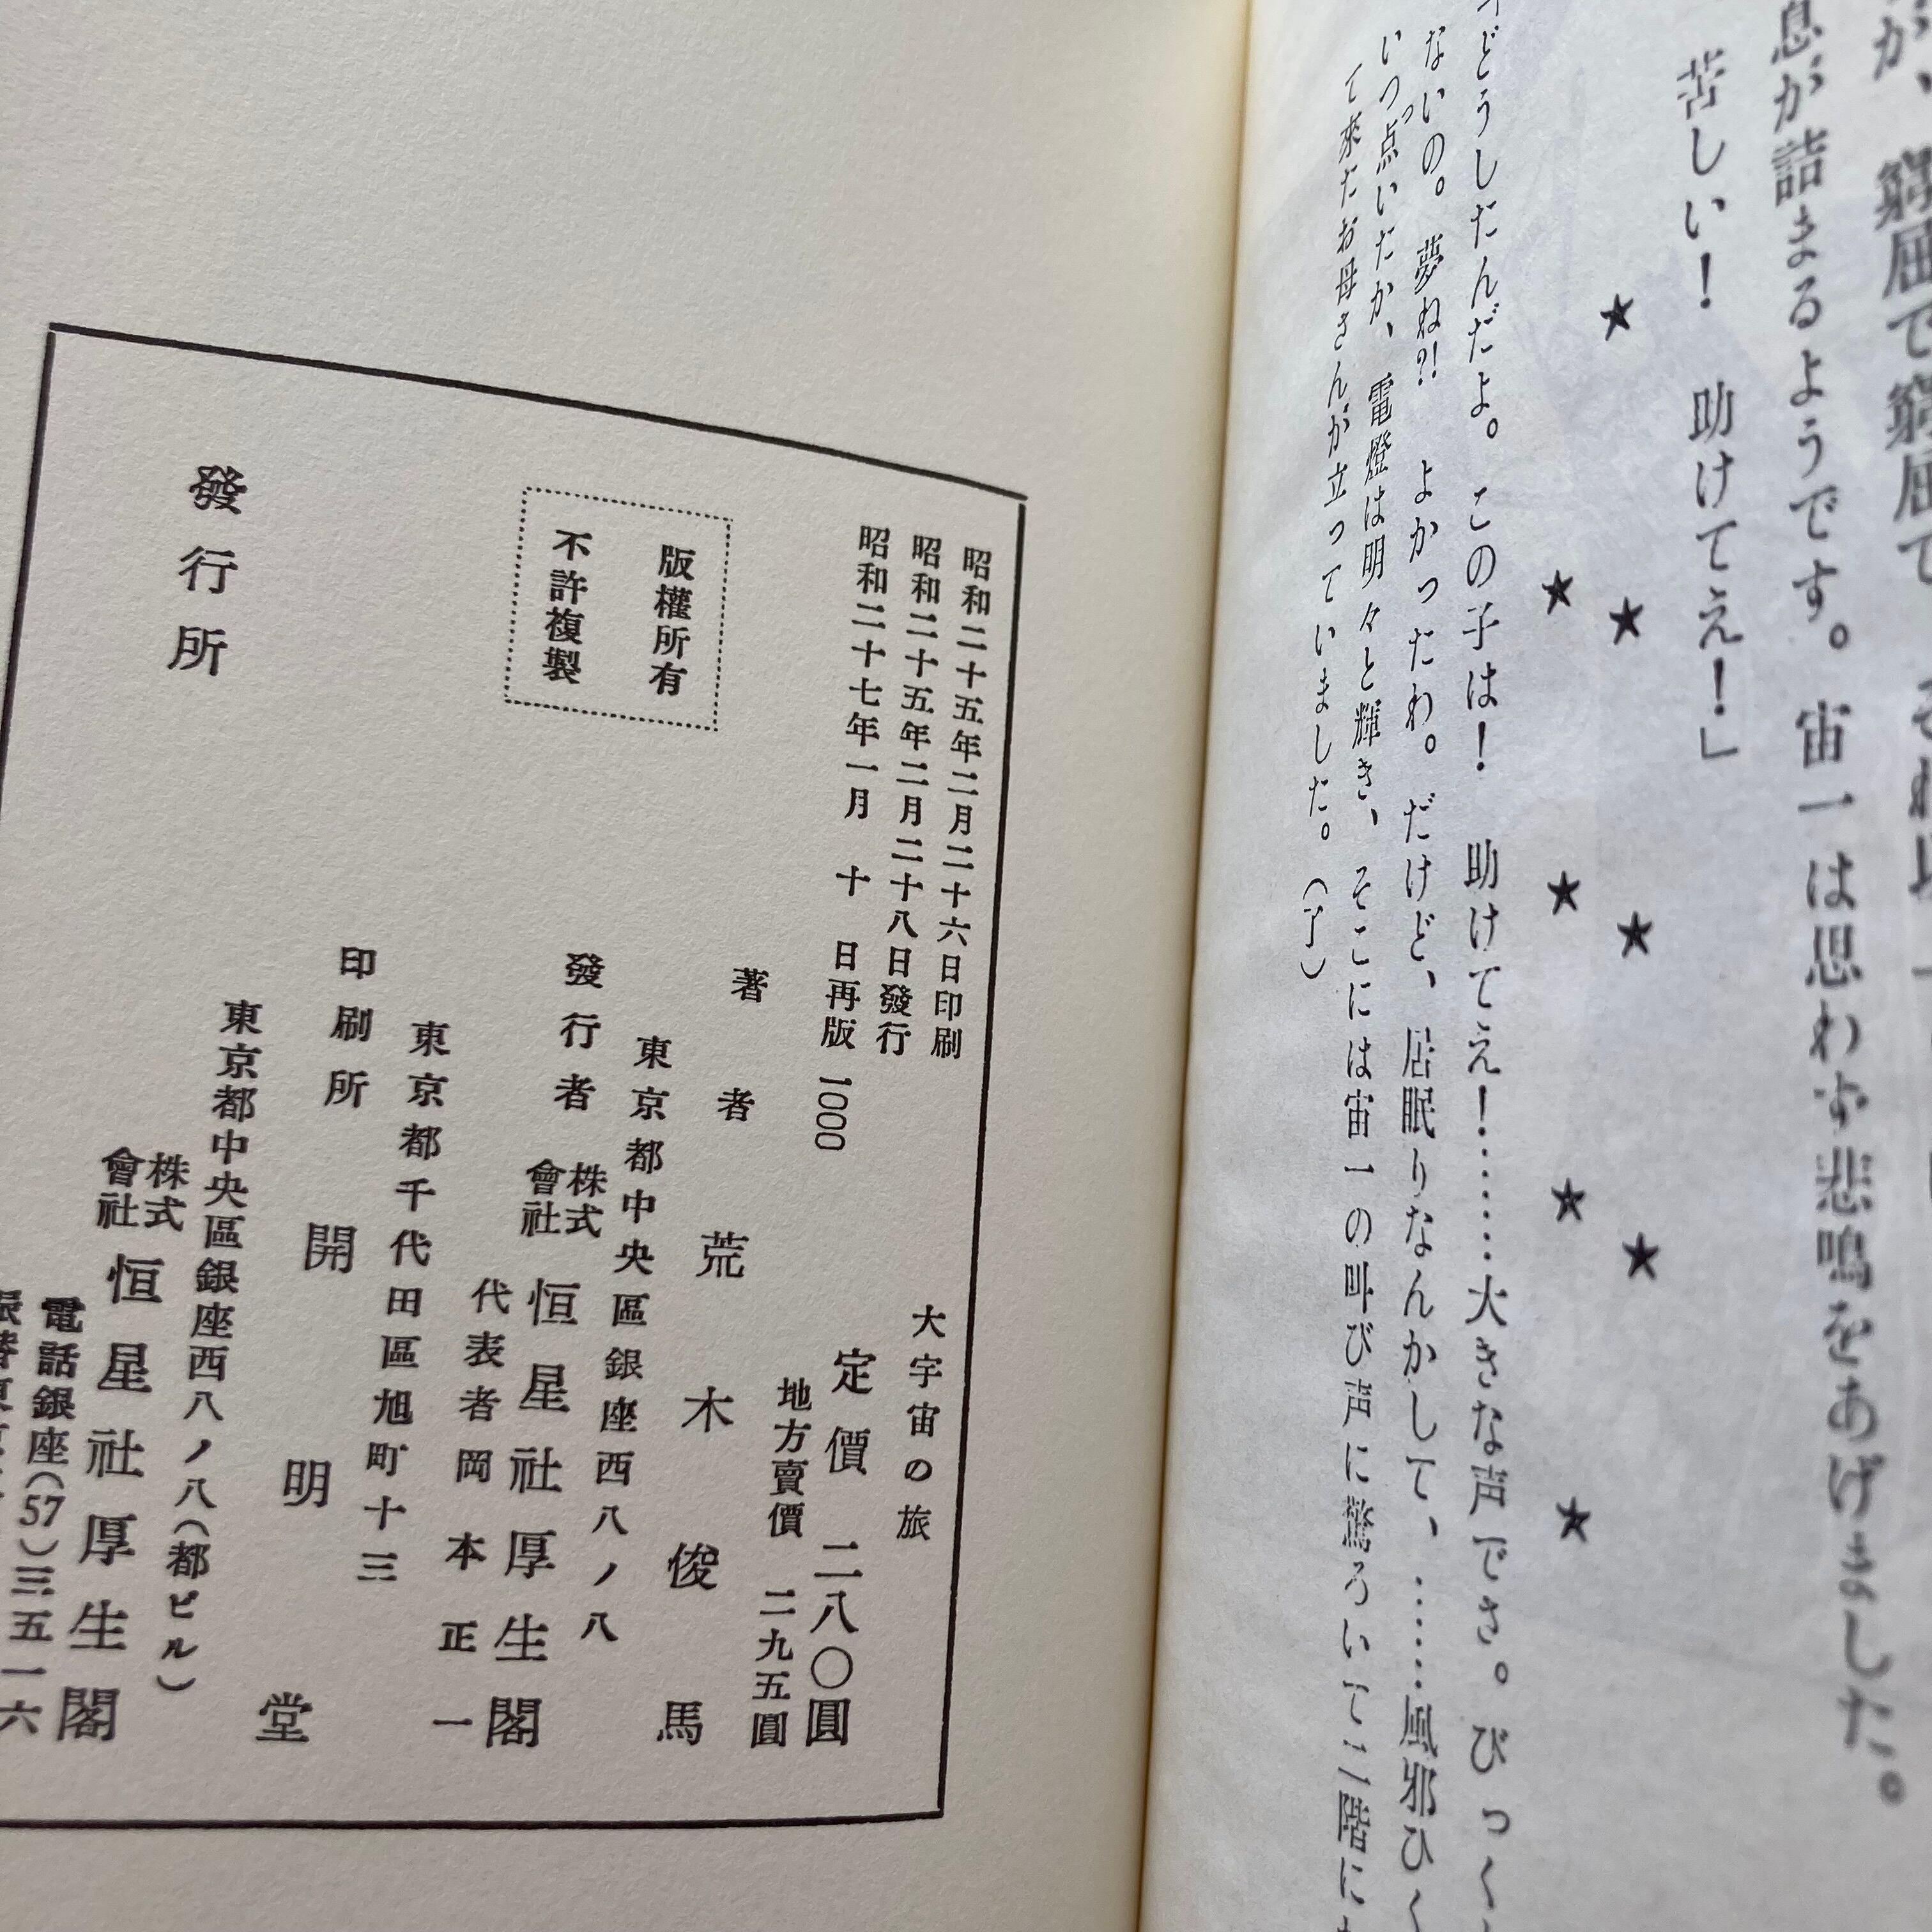 が、窮屈で窮屈で、
息が詰まるようです。宙一は思わず悲鳴をあげました。
苦しい！　助けてえ！」
★　★　★　★　★　★　★　★
どうしたんだよ。この子は！　助けてえ！………大きな声でさ。びっく
ないの。夢ね?!　よかったわ。だけど、居眠りなんかして、……風邪ひく
いつ点いたか、電燈は明々と輝き、そこには宙一の叫び声に驚ろいて二階に
て來たお母さんが立っていました。（了）
大宇宙の旅
昭和二十五年二月二十六日印刷
昭和二十五年二月二十八日發行
昭和二十七年一月　十　日再版　1000
定價　二八〇圓
地方賣價　二九五圓
版權所有
不許複製
著者　荒木俊馬
東京都中央區銀座西八ノ八
發行者　株式會社　恒星社厚生閣
代表者　岡本正一
東京都千代田區旭町十三
印刷所　開明堂
發行所
東京都中央區銀座西八ノ八（都ビル）
株式會社　恒星社厚生閣
電話銀座（57）三五一六